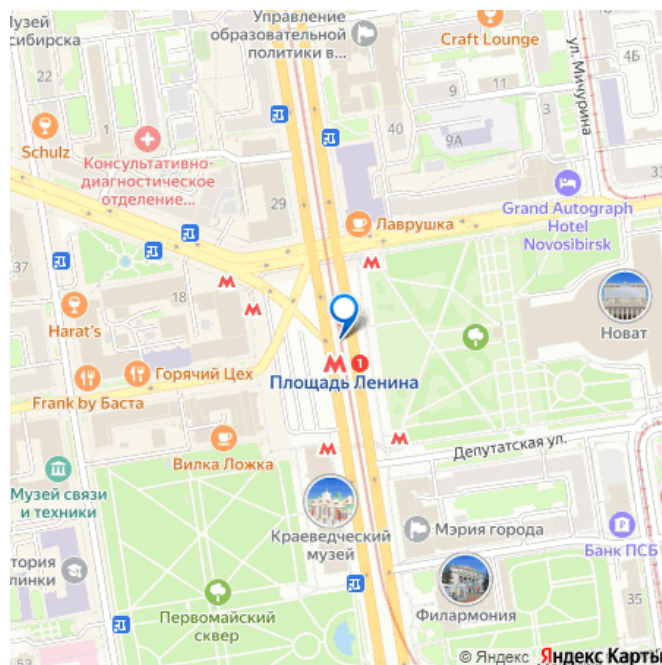 Музей
сибирска
Управление
образовательной
политики в...
Craft Lounge
ул. Мичурина
4Б
22
9
11
Schulz
1
40
9А
Консультативно-
диагностическое
отделение...
29
Лаврушка
Grand Autograph
Hotel
Novosibirsk
37
18
Harat's
Новат
Горячий Цех
1
Площадь Ленина
Frank by Баста
Вилка Ложка
Депутатская ул.
Музей связи
и техники
Краеведческий
музей
Мэрия города
Банк ПСБ
тория
линки
Первомайский
сквер
Филармония
35
© Яндекс Яндекс Карты